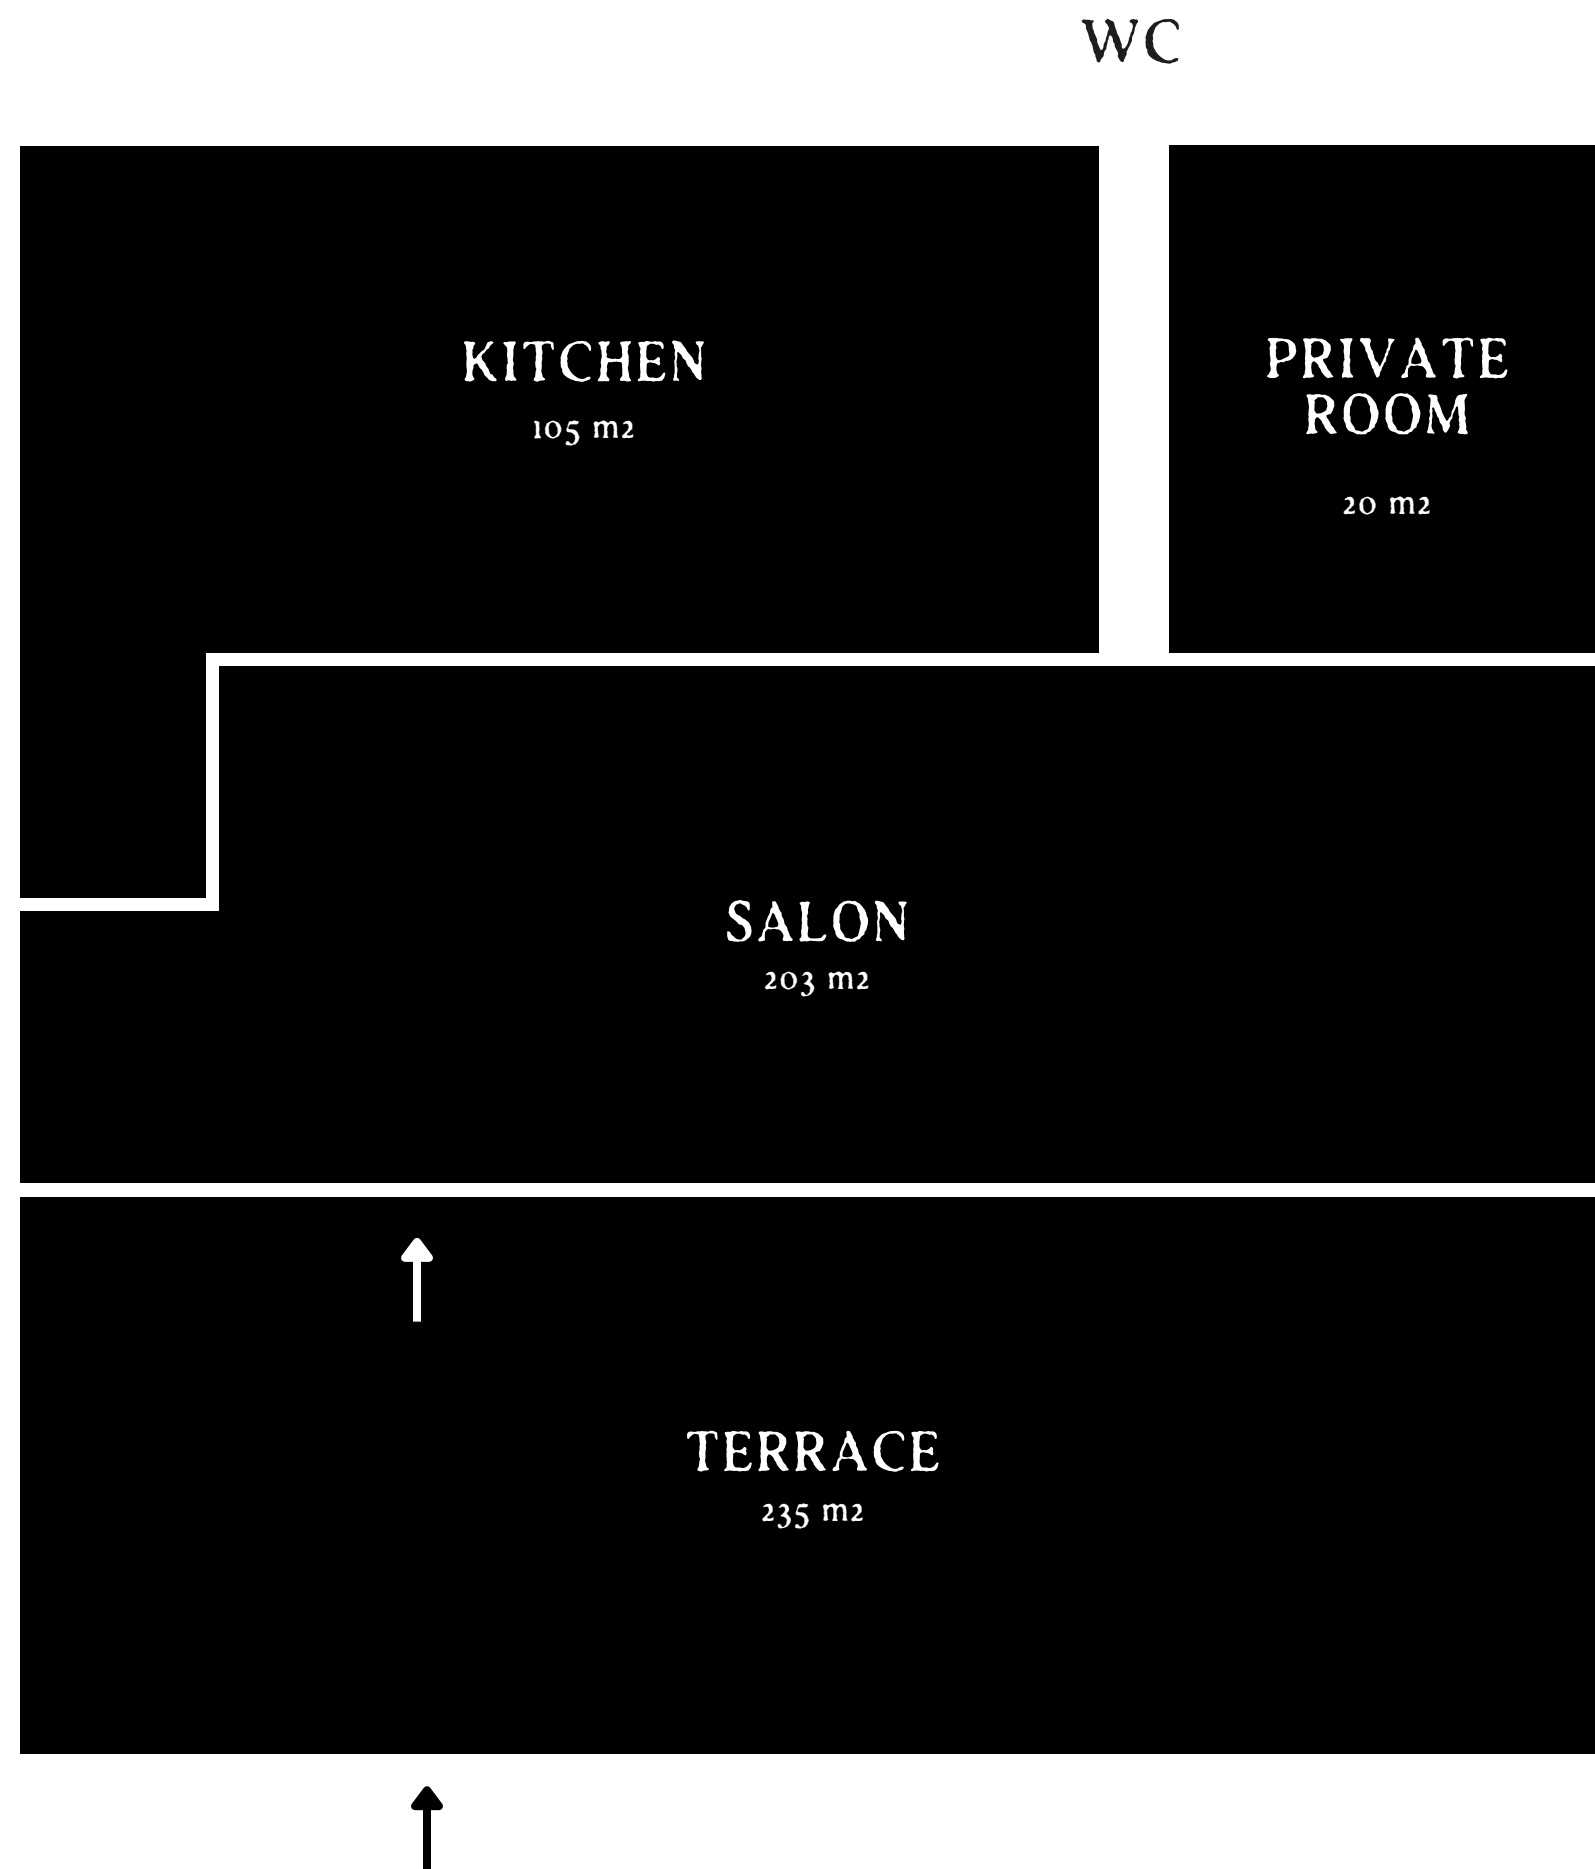 WC
KITCHEN
105 m2
PRIVATE
ROOM
20 m2
SALON
203 m2
TERRACE
235 m2